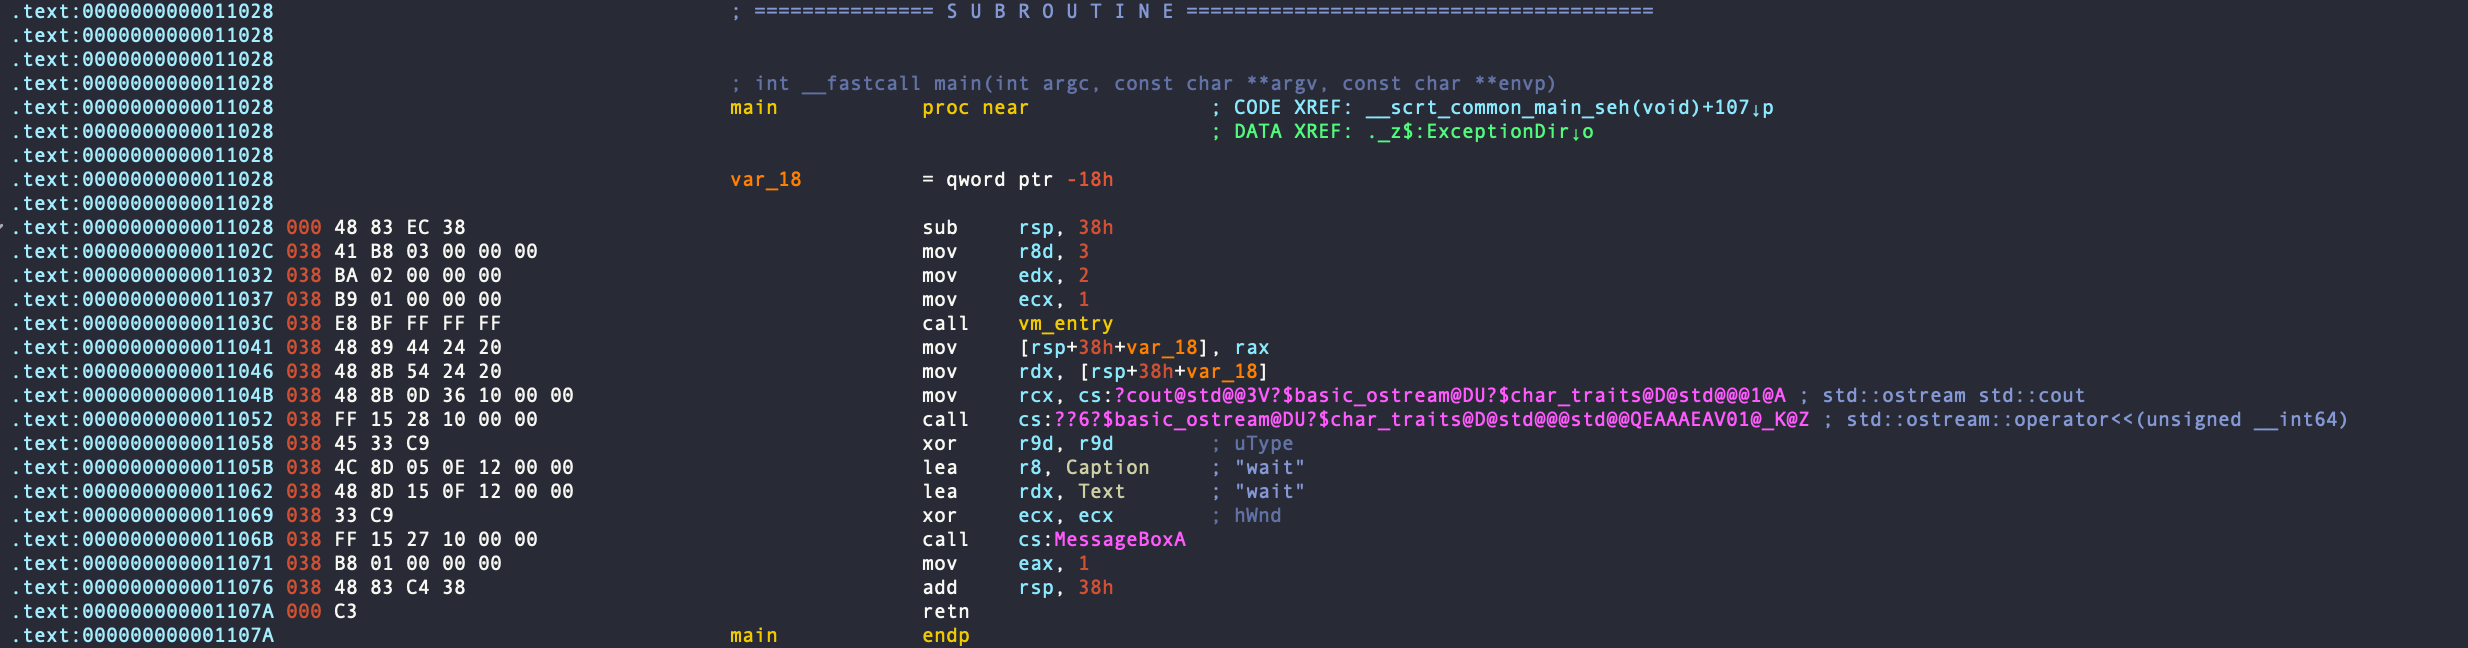 .text:0000000000011028 ; =============== S U B R O U T I N E =======================================
.text:0000000000011028
.text:0000000000011028
.text:0000000000011028 ; int __fastcall main(int argc, const char **argv, const char **envp)
.text:0000000000011028 main proc near ; CODE XREF: __scrt_common_main_seh(void)+107↓p
.text:0000000000011028 ; DATA XREF: ._z$:ExceptionDir↓o
.text:0000000000011028
.text:0000000000011028 var_18 = qword ptr -18h
.text:0000000000011028
.text:0000000000011028 000 48 83 EC 38 sub rsp, 38h
.text:000000000001102C 038 41 B8 03 00 00 00 mov r8d, 3
.text:0000000000011032 038 BA 02 00 00 00 mov edx, 2
.text:0000000000011037 038 B9 01 00 00 00 mov ecx, 1
.text:000000000001103C 038 E8 BF FF FF FF call vm_entry
.text:0000000000011041 038 48 89 44 24 20 mov [rsp+38h+var_18], rax
.text:0000000000011046 038 48 8B 54 24 20 mov rdx, [rsp+38h+var_18]
.text:000000000001104B 038 48 8B 0D 36 10 00 00 mov rcx, cs:?cout@std@@3V?$basic_ostream@DU?$char_traits@D@std@@@1@A ; std::ostream std::cout
.text:0000000000011052 038 FF 15 28 10 00 00 call cs:??6?$basic_ostream@DU?$char_traits@D@std@@@std@@QEAAAEAV01@_K@Z ; std::ostream::operator<<(unsigned __int64)
.text:0000000000011058 038 45 33 C9 xor r9d, r9d ; uType
.text:000000000001105B 038 4C 8D 05 0E 12 00 00 lea r8, Caption ; "wait"
.text:0000000000011062 038 48 8D 15 0F 12 00 00 lea rdx, Text ; "wait"
.text:0000000000011069 038 33 C9 xor ecx, ecx ; hWnd
.text:000000000001106B 038 FF 15 27 10 00 00 call cs:MessageBoxA
.text:0000000000011071 038 B8 01 00 00 00 mov eax, 1
.text:0000000000011076 038 48 83 C4 38 add rsp, 38h
.text:000000000001107A 000 C3 retn
.text:000000000001107A main endp